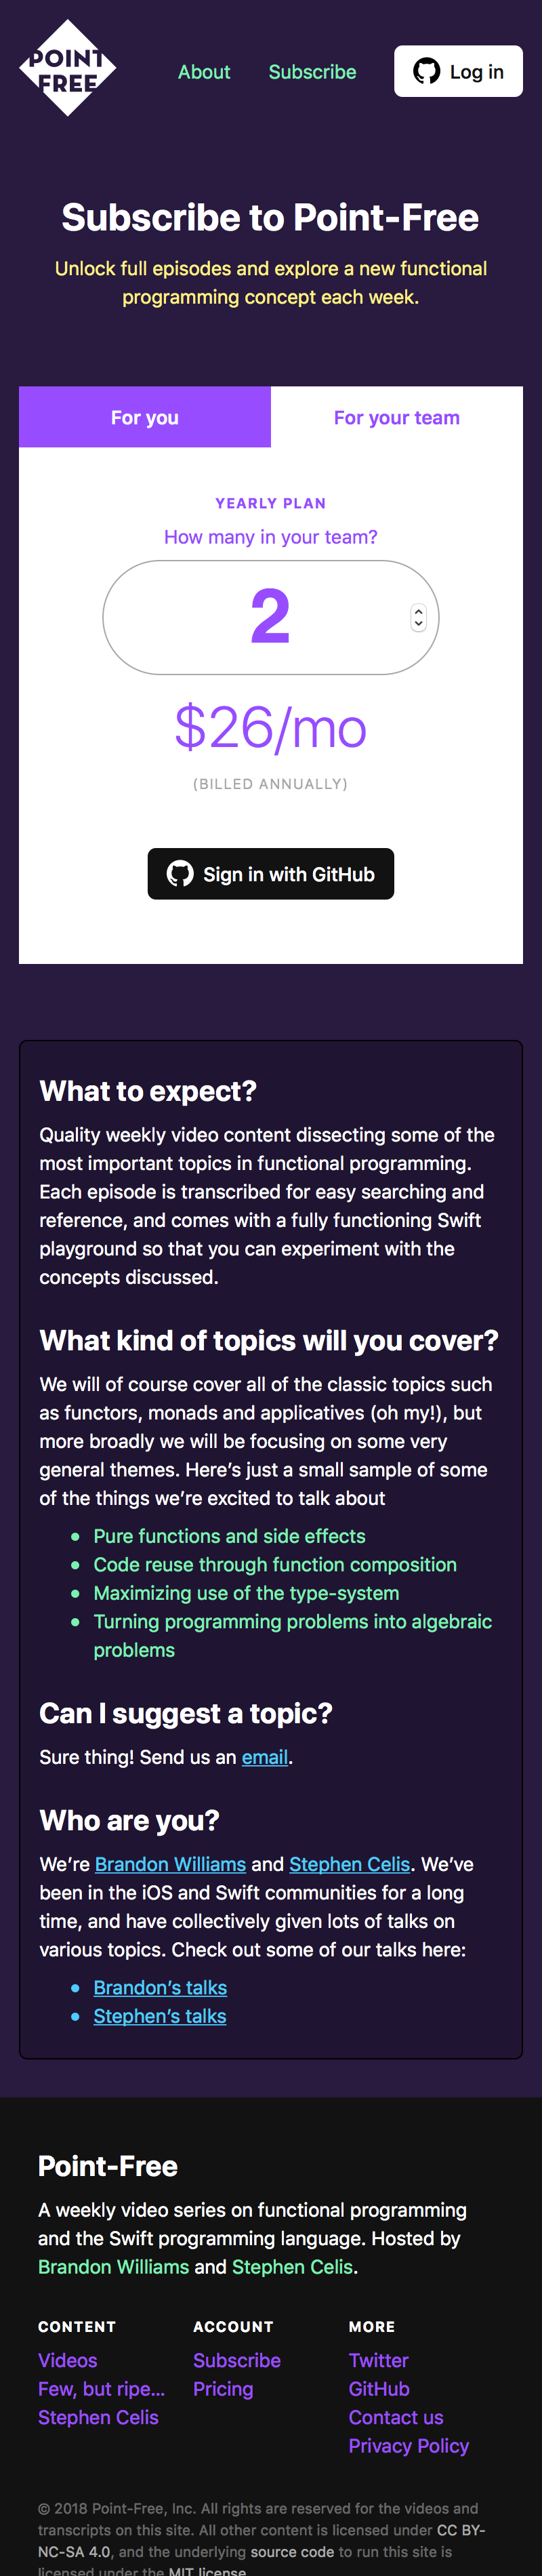 POINT
FREE
About
Subscribe
Log in
Subscribe to Point-Free
Unlock full episodes and explore a new functional
programming concept each week.
For you
For your team
YEARLY PLAN
How many in your team?
2
$26/mo
(BILLED ANNUALLY)
Sign in with GitHub
What to expect?
Quality weekly video content dissecting some of the
most important topics in functional programming.
Each episode is transcribed for easy searching and
reference, and comes with a fully functioning Swift
playground so that you can experiment with the
concepts discussed.
What kind of topics will you cover?
We will of course cover all of the classic topics such
as functors, monads and applicatives (oh my!), but
more broadly we will be focusing on some very
general themes. Here’s just a small sample of some
of the things we’re excited to talk about
Pure functions and side effects
Code reuse through function composition
Maximizing use of the type-system
Turning programming problems into algebraic
problems
Can I suggest a topic?
Sure thing! Send us an email.
Who are you?
We’re Brandon Williams and Stephen Celis. We’ve
been in the iOS and Swift communities for a long
time, and have collectively given lots of talks on
various topics. Check out some of our talks here:
Brandon’s talks
Stephen’s talks
Point-Free
A weekly video series on functional programming
and the Swift programming language. Hosted by
Brandon Williams and Stephen Celis.
CONTENT
Videos
Few, but ripe…
Stephen Celis
ACCOUNT
Subscribe
Pricing
MORE
Twitter
GitHub
Contact us
Privacy Policy
© 2018 Point-Free, Inc. All rights are reserved for the videos and
transcripts on this site. All other content is licensed under CC BY-
NC-SA 4.0, and the underlying source code to run this site is
licensed under the MIT license